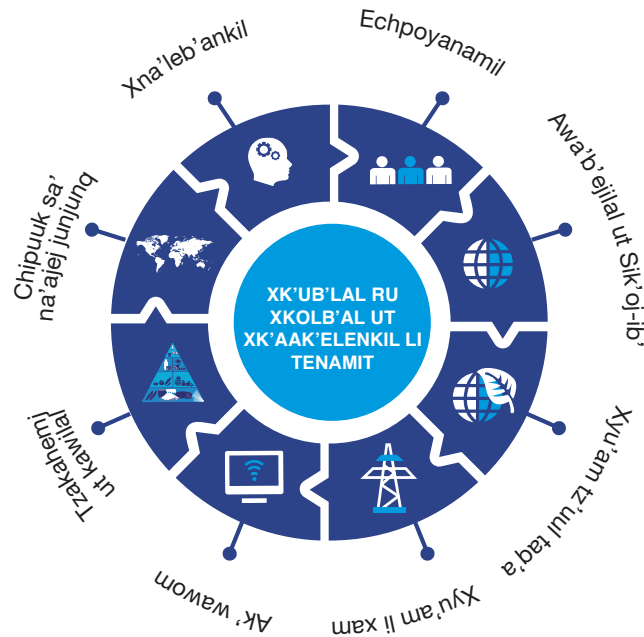 Xna’leb’ankil
Echpoyanamil
Awa’b’ejilal ut Sik’oj-ib’
Xyu’am tz’uul taq’a
Xyu’am li xam
Ak’ wawom
Tzakahemj
ut kawilal
Chipuuk sa’
na’ajej junjunq
XK’UB’LAL RU
XKOLB’AL UT
XK’AAK’ELENKIL LI
TENAMIT